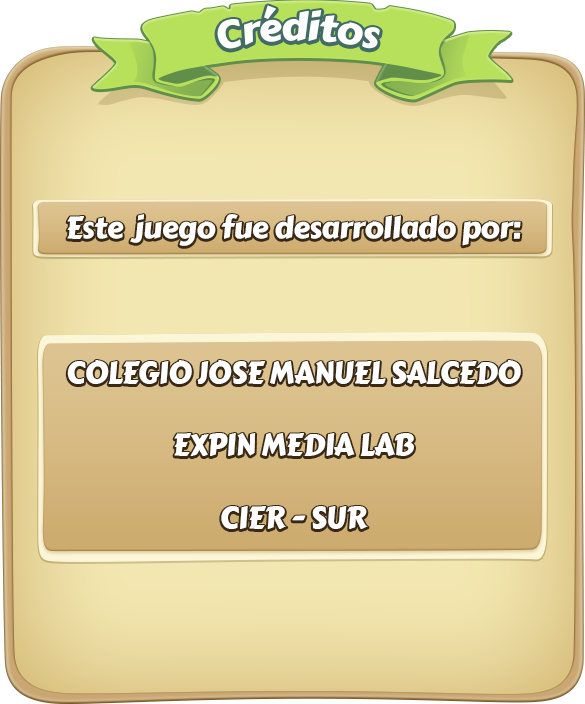 Créditos
Este juego fue desarrollado por:
COLEGIO JOSE MANUEL SALCEDO
EXPIN MEDIA LAB
CIER - SUR